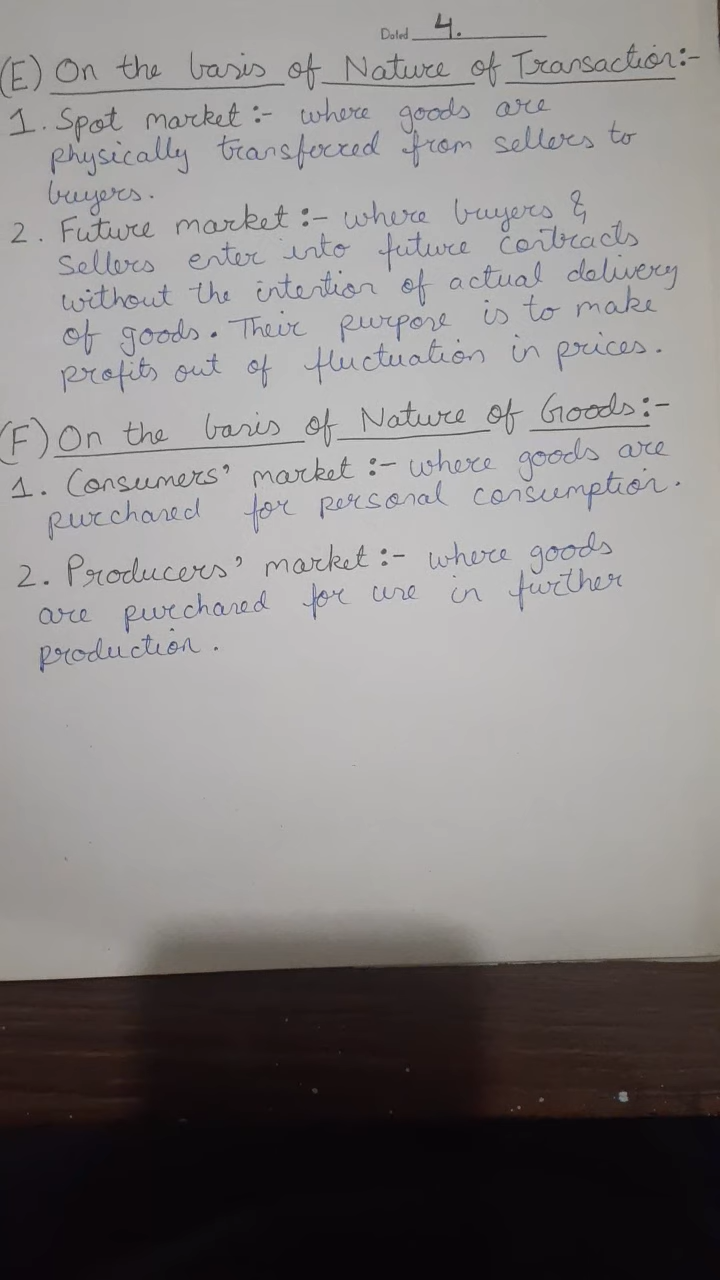 Dated 4.
(E) On the basis of Nature of Transaction:-
1. Spot market :- where goods are
physically transferred from sellers to
buyers.
2. Future market :- where buyers &
sellers enter into future contracts
without the intention of actual delivery
of goods. Their purpose is to make
profits out of fluctuation in prices.
(F) On the basis of Nature of Goods:-
1. Consumers' market :- where goods are
purchased for personal consumption.
2. Producers' market :- where goods
are purchased for use in further
production.